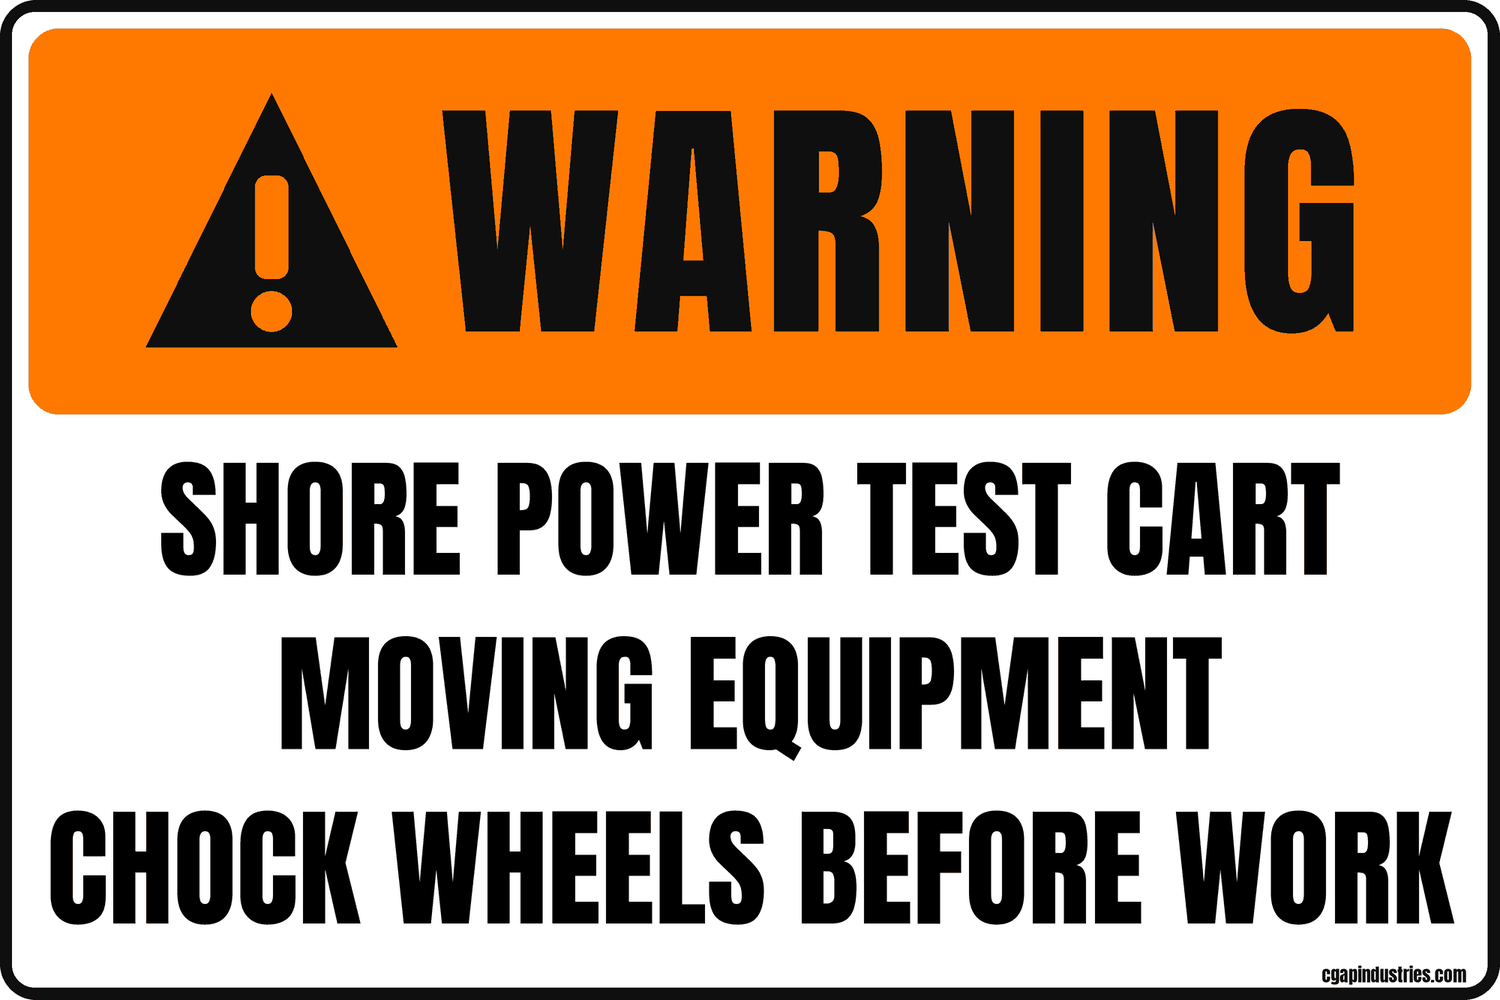 WARNING
SHORE POWER TEST CART
MOVING EQUIPMENT
CHOCK WHEELS BEFORE WORK
cgapindustries.com